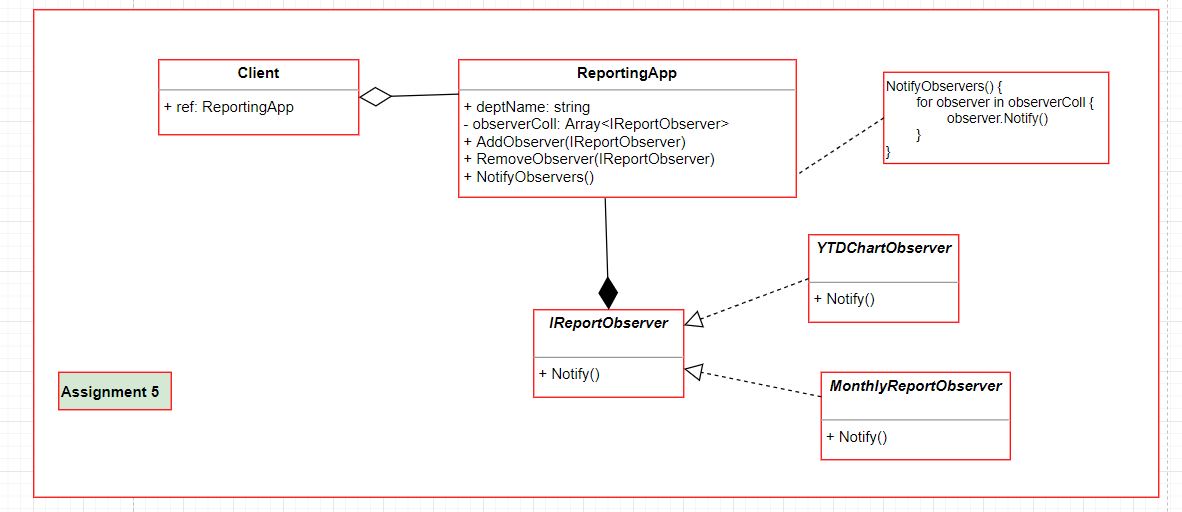 Client
+ ref: ReportingApp
ReportingApp
+ deptName: string
- observerColl: Array<IReportObserver>
+ AddObserver(IReportObserver)
+ RemoveObserver(IReportObserver)
+ NotifyObservers()
NotifyObservers() {
for observer in observerColl {
observer.Notify()
}
}
YTDChartObserver
+ Notify()
IReportObserver
+ Notify()
MonthlyReportObserver
+ Notify()
Assignment 5